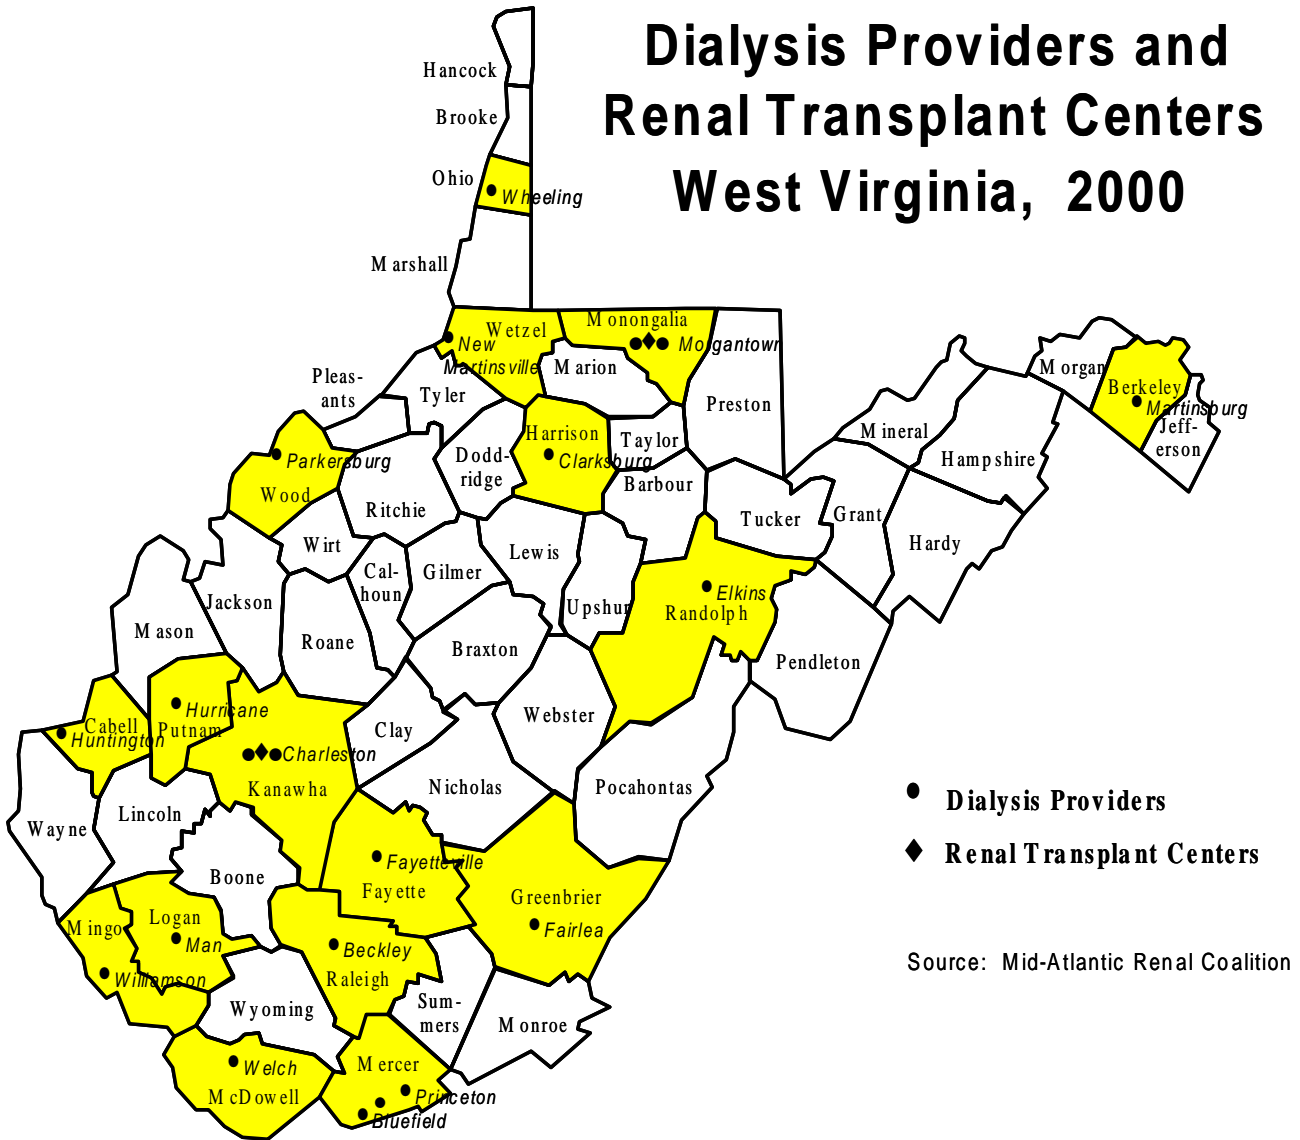 Dialysis Providers and
Renal Transplant Centers
West Virginia, 2000
Hancock
Brooke
Ohio
Wheeling
Marshall
Wetzel
New
Martinsville
Monongalia
Morgantown
Marion
Pleas-
ants
Tyler
Preston
Morgan
Berkeley
Martinsburg
Jeff-
erson
Mineral
Hampshire
Harrison
Clarksburg
Taylor
Parkersburg
Wood
Dodd-
ridge
Barbour
Ritchie
Tucker
Grant
Hardy
Wirt
Lewis
Cal-
houn
Gilmer
Jackson
Upshur
Elkins
Randolph
Mason
Roane
Braxton
Pendleton
Hurricane
Putnam
Cabell
Huntington
Clay
Webster
Charleston
Kanawha
Nicholas
Pocahontas
Lincoln
Wayne
Dialysis Providers
Renal Transplant Centers
Boone
Fayetteville
Fayette
Greenbrier
Fairlea
Logan
Man
Mingo
Williamson
Beckley
Raleigh
Source: Mid-Atlantic Renal Coalition
Wyoming
Sum-
mers
Monroe
Welch
McDowell
Mercer
Princeton
Bluefield